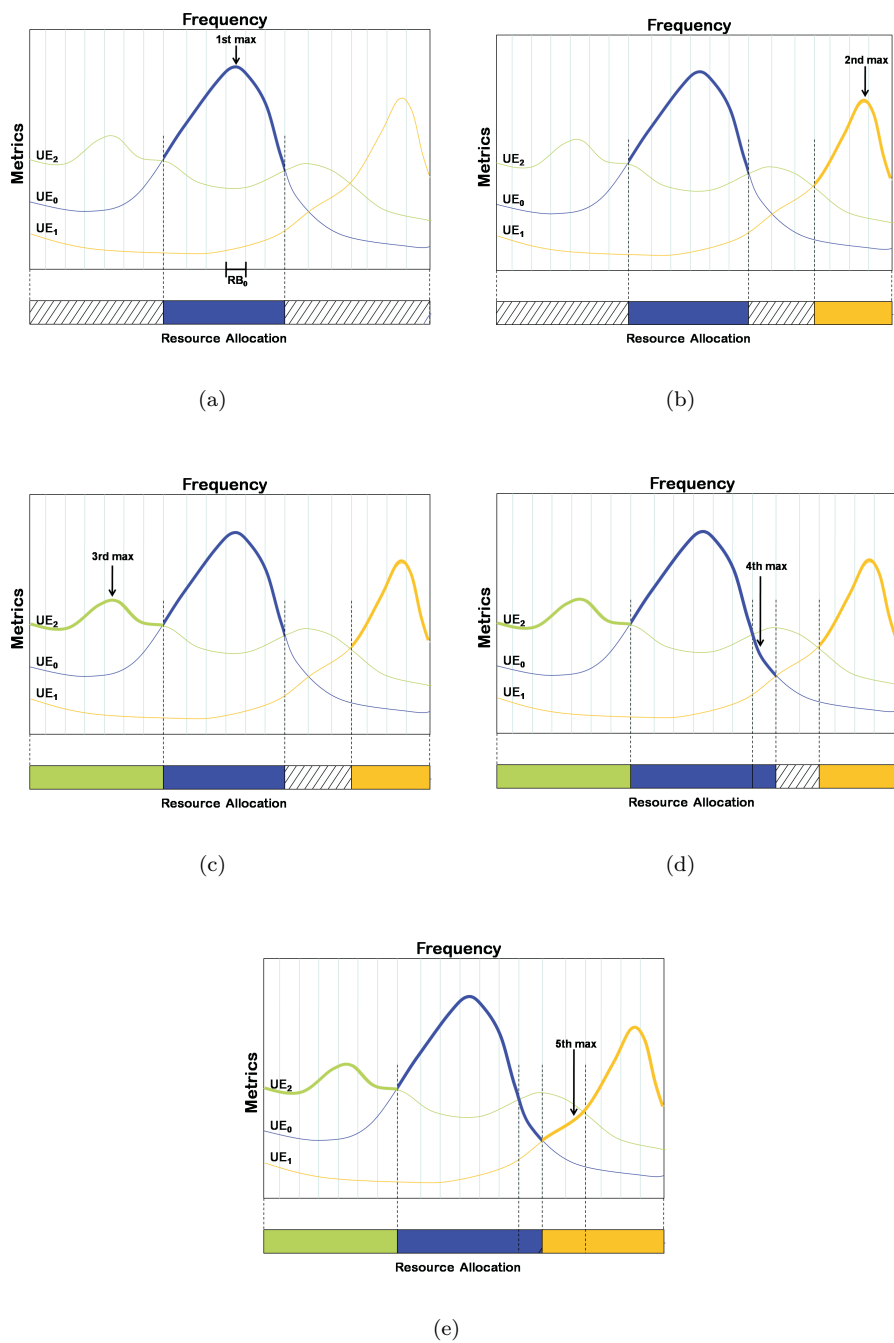 Frequency
1st max
Metrics
UE2
UE0
UE1
RB0
Resource Allocation
(a)
Frequency
2nd max
Metrics
UE2
UE0
UE1
Resource Allocation
(b)
Frequency
3rd max
Metrics
UE2
UE0
UE1
Resource Allocation
(c)
Frequency
4th max
Metrics
UE2
UE0
UE1
Resource Allocation
(d)
Frequency
5th max
Metrics
UE2
UE0
UE1
Resource Allocation
(e)